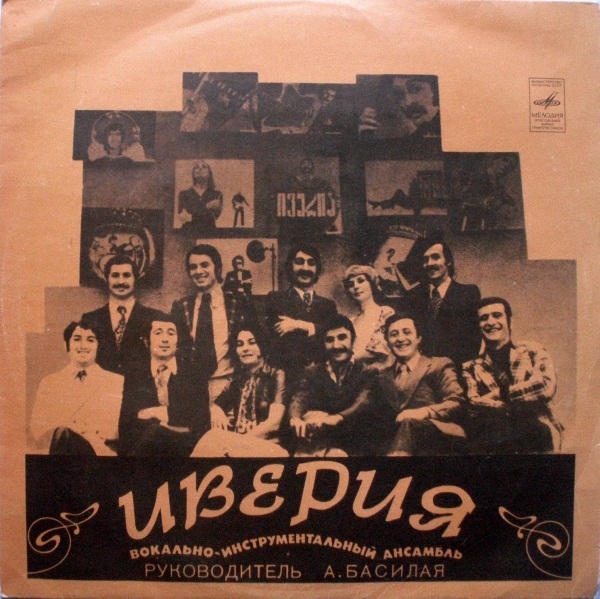 МЕЛОДИЯ
ИВЕРИЯ
ВОКАЛЬНО-ИНСТРУМЕНТАЛЬНЫЙ АНСАМБЛЬ
РУКОВОДИТЕЛЬ А.БАСИЛАЯ